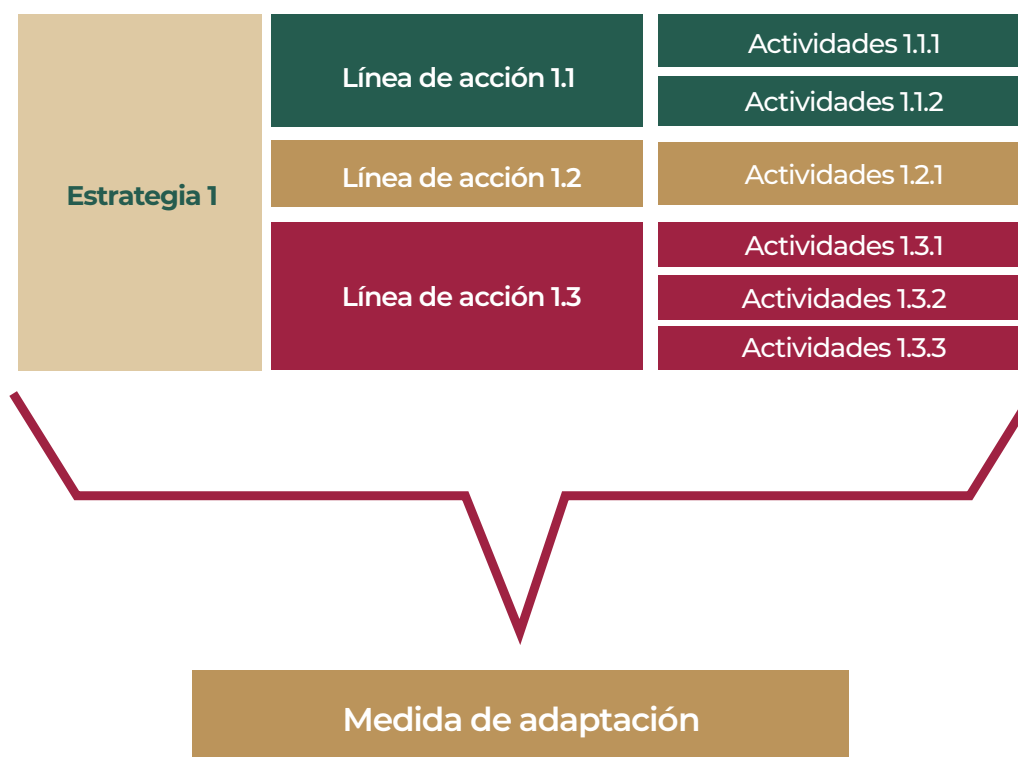 Estrategia 1
Línea de acción 1.1
Actividades 1.1.1
Actividades 1.1.2
Línea de acción 1.2
Actividades 1.2.1
Línea de acción 1.3
Actividades 1.3.1
Actividades 1.3.2
Actividades 1.3.3
Medida de adaptación